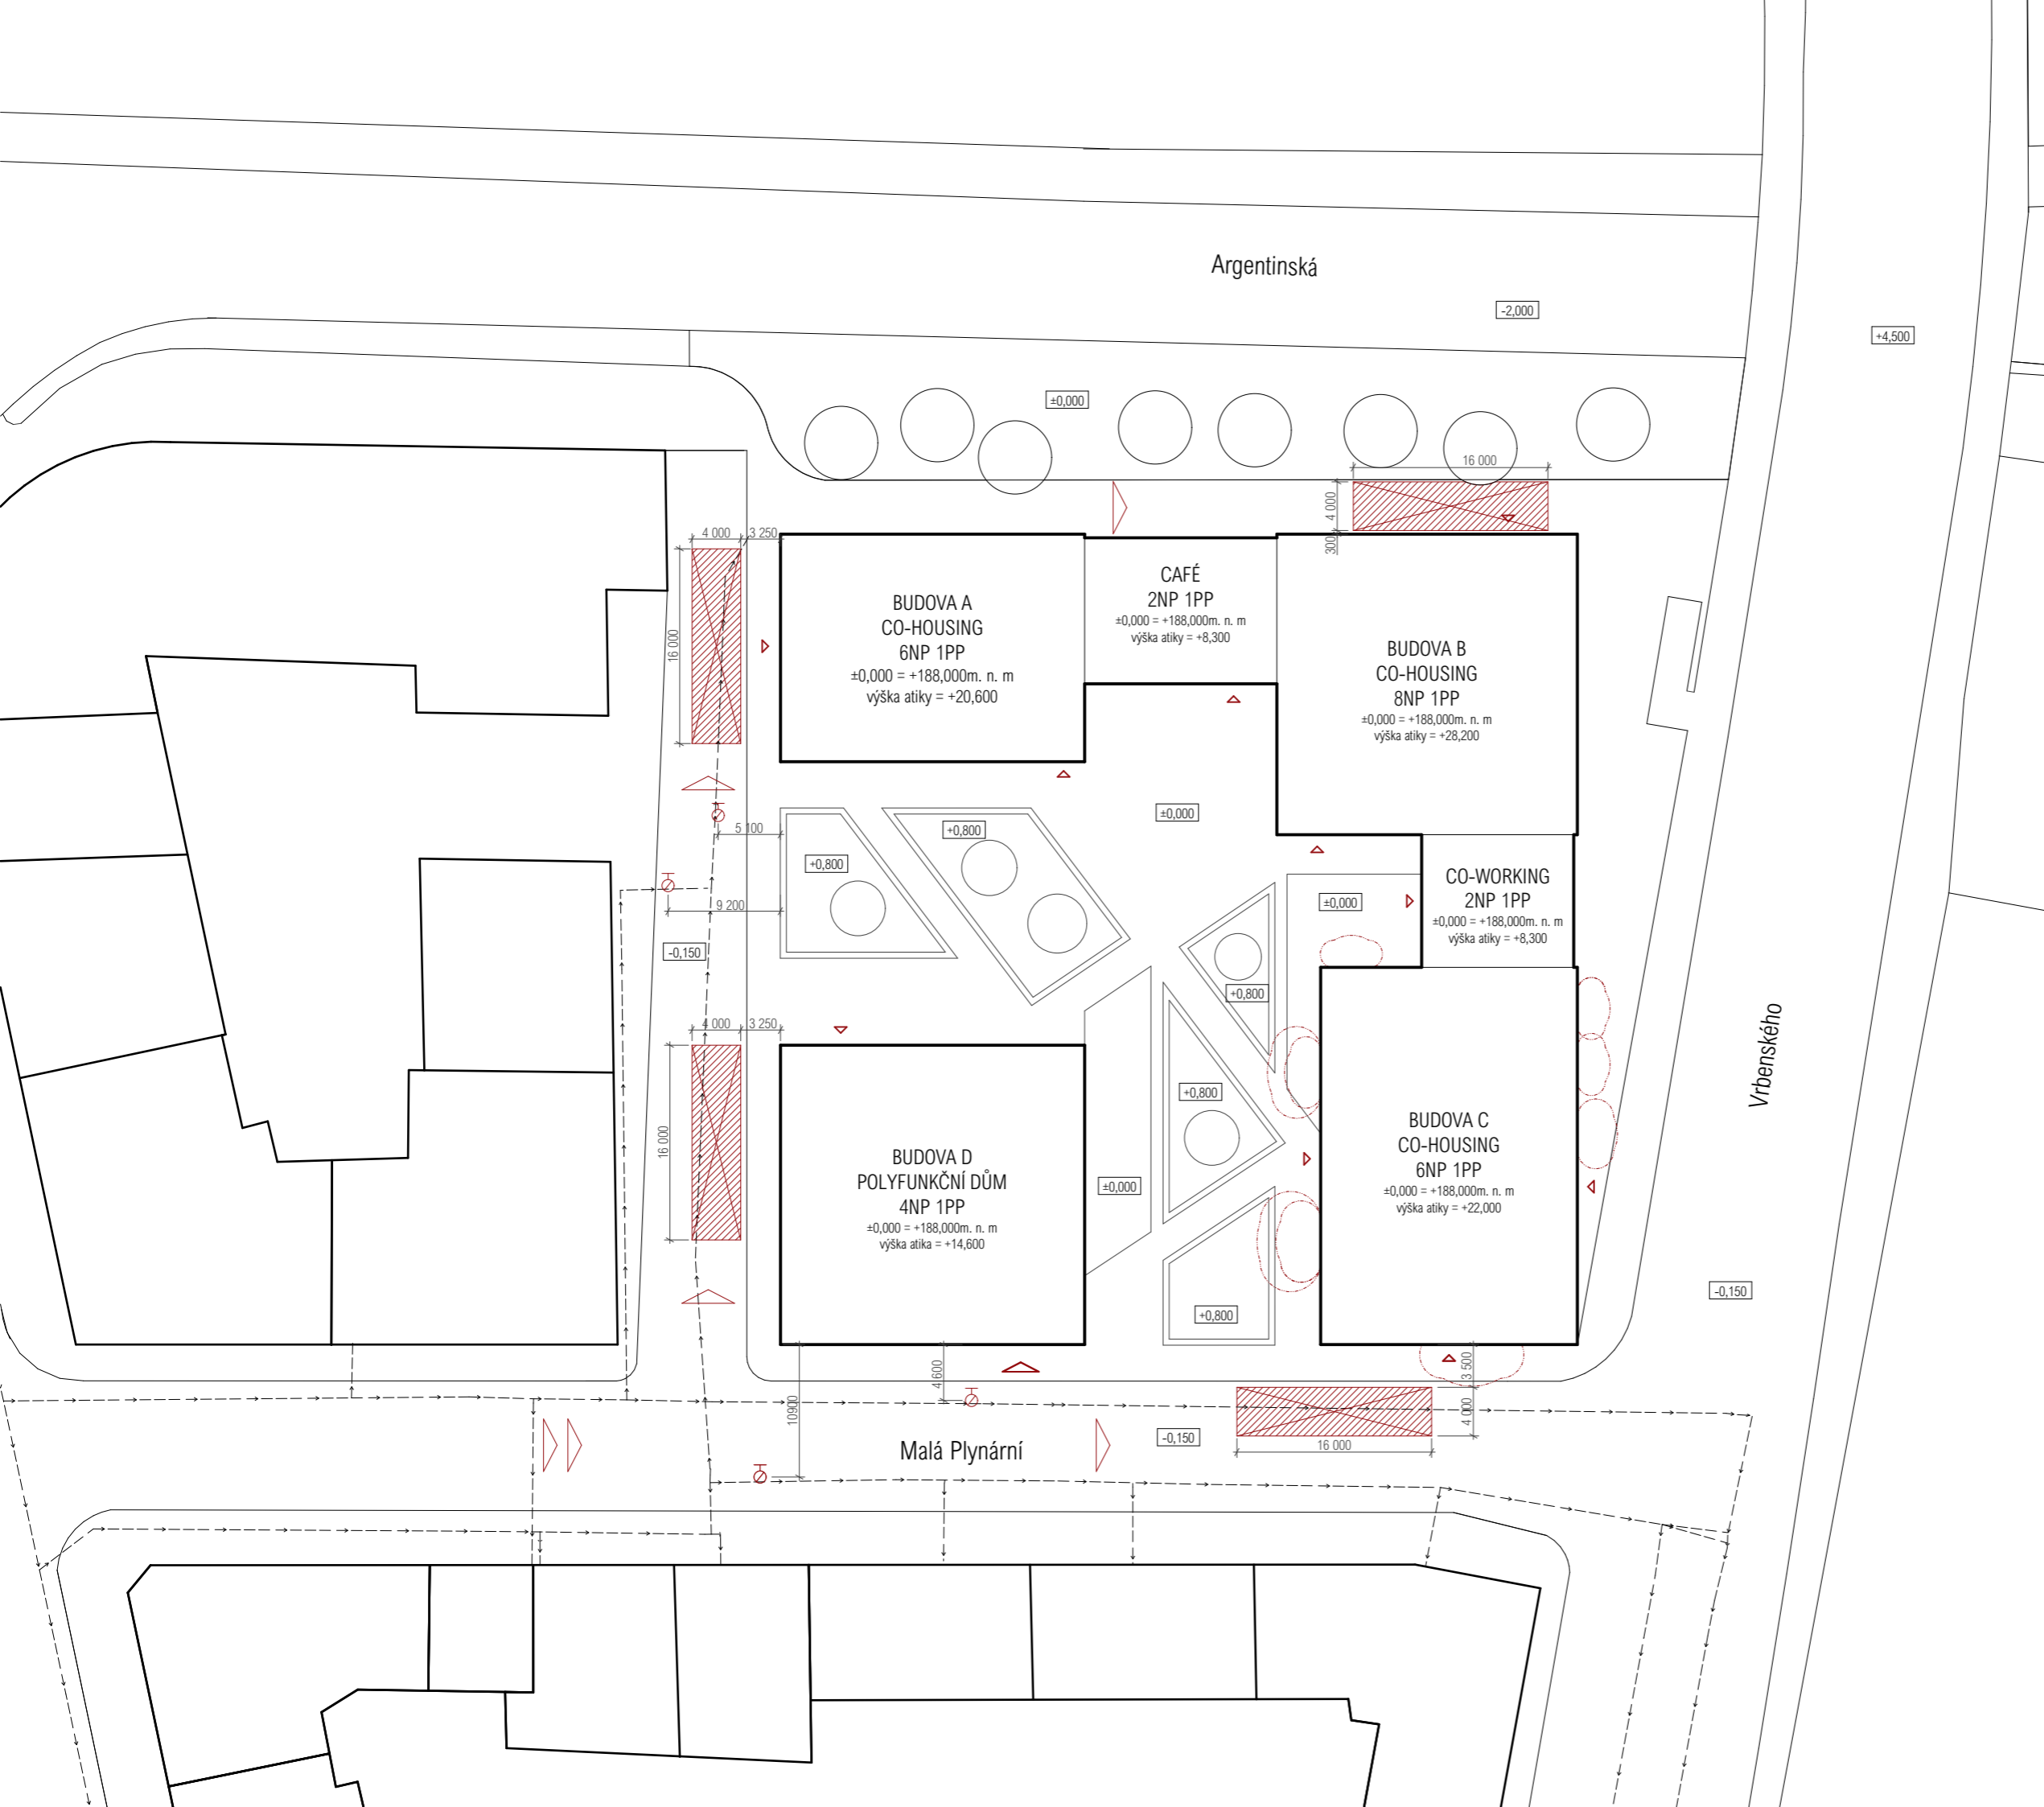 Argentinská
-2,000
+4,500
±0,000
16 000
4 000
300
4 000
3 250
16 000
BUDOVA A
CO-HOUSING
6NP 1PP
±0,000 = +188,000m. n. m
výška atiky = +20,600
CAFÉ
2NP 1PP
±0,000 = +188,000m. n. m
výška atiky = +8,300
BUDOVA B
CO-HOUSING
8NP 1PP
±0,000 = +188,000m. n. m
výška atiky = +28,200
±0,000
5 100
+0,800
+0,800
9 200
-0,150
±0,000
CO-WORKING
2NP 1PP
±0,000 = +188,000m. n. m
výška atiky = +8,300
+0,800
4 000
3 250
16 000
Vrbenského
+0,800
BUDOVA D
POLYFUNKČNÍ DŮM
4NP 1PP
±0,000 = +188,000m. n. m
výška atika = +14,600
±0,000
BUDOVA C
CO-HOUSING
6NP 1PP
±0,000 = +188,000m. n. m
výška atiky = +22,000
+0,800
-0,150
4 600
10900
3 500
4 000
Malá Plynární
-0,150
16 000